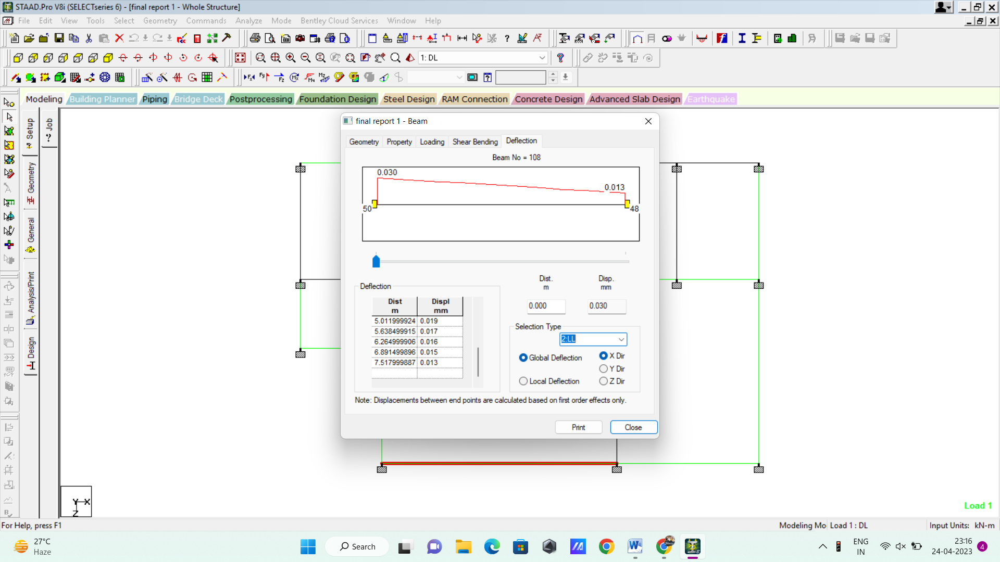 STAAD.Pro V8i (SELECTseries 6) - [final report 1 - Whole Structure]
File Edit View Tools Select Geometry Commands Analyze Mode Bentley Cloud Services Window Help
1: DL
Modeling Building Planner Piping Bridge Deck Postprocessing Foundation Design Steel Design RAM Connection Concrete Design Advanced Slab Design Earthquake
Setup
Geometry
General
Analysis/Print
Design
Job
final report 1 - Beam
Geometry Property Loading Shear Bending Deflection
Beam No = 108
0.030
0.013
50
48
Dist. Disp.
m mm
0.000 0.030
Deflection
Dist Displ
m mm
5.011999924 0.019
5.638499915 0.017
6.264999906 0.016
6.891499896 0.015
7.517999887 0.013
Selection Type
2:LL
Global Deflection
Local Deflection
X Dir
Y Dir
Z Dir
Note: Displacements between end points are calculated based on first order effects only.
Print Close
Y X
Z
Load 1
For Help, press F1
Modeling Mo Load 1 : DL Input Units: kN-m
27°C
Haze
Search
ENG
IN
23:16
24-04-2023
4